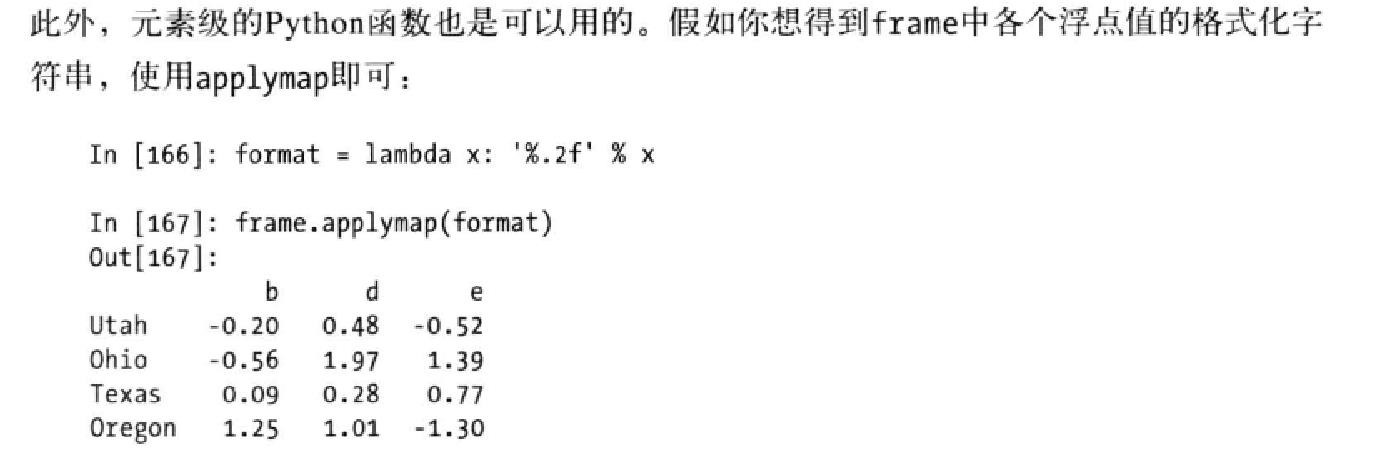 此外，元素级的Python函数也是可以用的。假如你想得到frame中各个浮点值的格式化字
符串，使用applymap即可：
In [166]: format = lambda x: '%.2f' % x
In [167]: frame.applymap(format)
Out[167]:
b d e
Utah -0.20 0.48 -0.52
Ohio -0.56 1.97 1.39
Texas 0.09 0.28 0.77
Oregon 1.25 1.01 -1.30